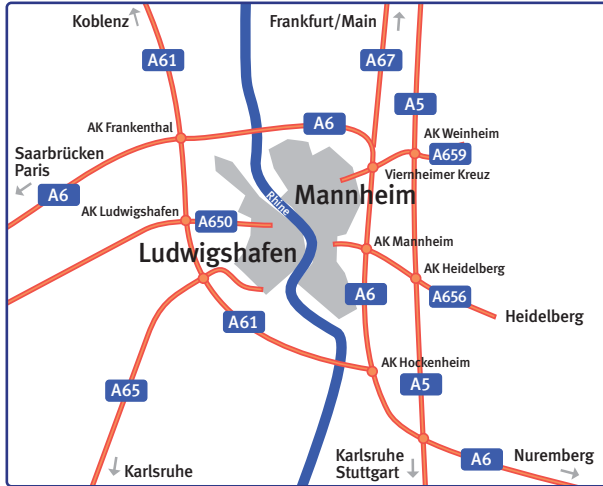 Koblenz
Frankfurt/Main
A61
A67
A5
A6
AK Frankenthal
AK Weinheim
A659
Saarbrücken
Paris
A6
Viernheimer Kreuz
Mannheim
Rhine
AK Ludwigshafen
A650
Ludwigshafen
AK Mannheim
AK Heidelberg
A6
A656
Heidelberg
A61
AK Hockenheim
A65
A5
Karlsruhe
Karlsruhe
Stuttgart
A6
Nuremberg